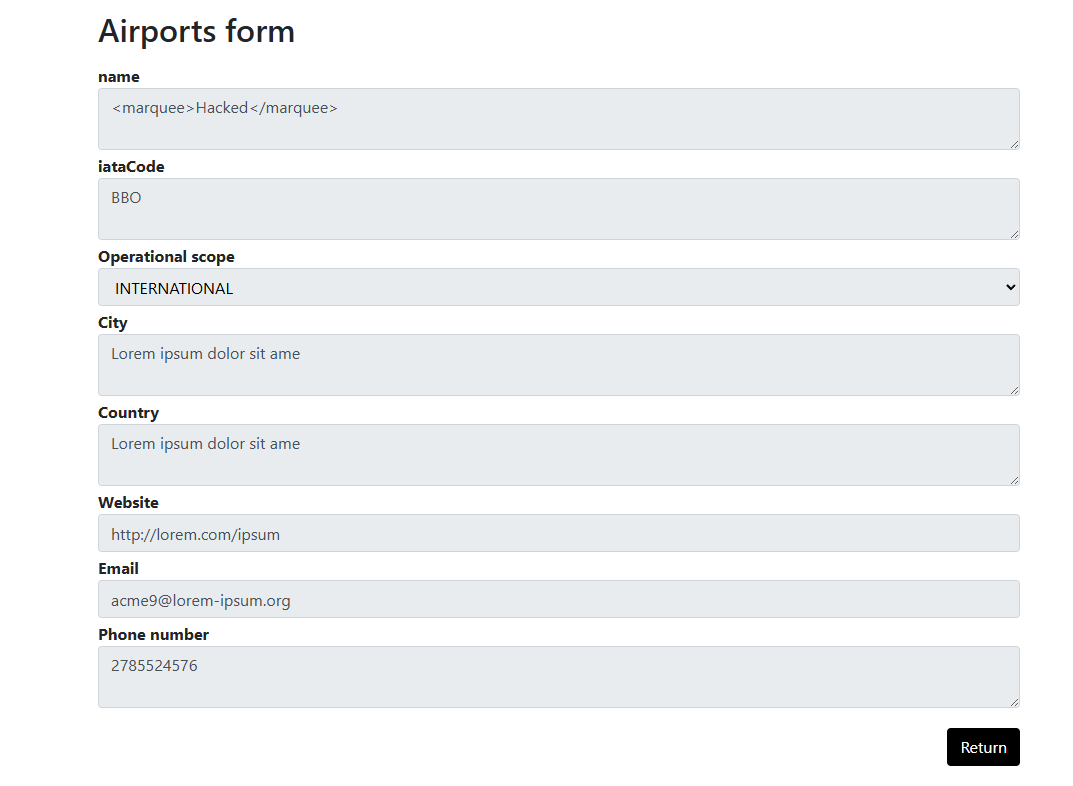 Airports form
name
<marquee>Hacked</marquee>
iataCode
BBO
Operational scope
INTERNATIONAL
City
Lorem ipsum dolor sit ame
Country
Lorem ipsum dolor sit ame
Website
http://lorem.com/ipsum
Email
acme9@lorem-ipsum.org
Phone number
2785524576
Return